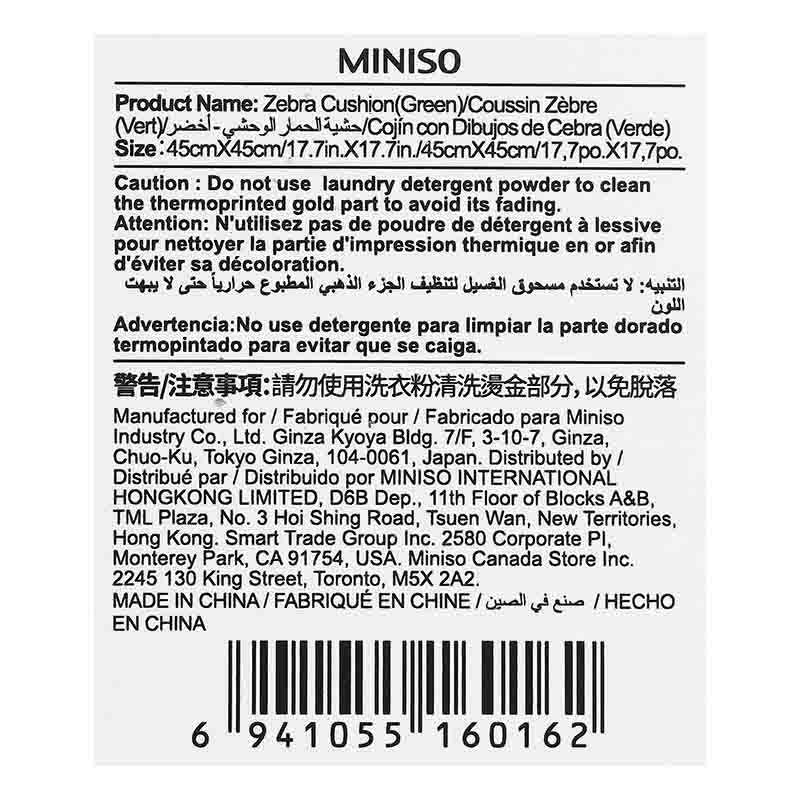 MINISO
Product Name: Zebra Cushion(Green)/Coussin Zèbre
(Vert)/حشية الحمار الوحشي - أخضر/Cojín con Dibujos de Cebra (Verde)
Size:45cmX45cm/17.7in.X17.7in./45cmX45cm/17,7po.X17,7po.
Caution : Do not use laundry detergent powder to clean
the thermoprinted gold part to avoid its fading.
Attention: N'utilisez pas de poudre de détergent à lessive
pour nettoyer la partie d'impression thermique en or afin
d'éviter sa décoloration.
التنبيه: لا تستخدم مسحوق الغسيل لتنظيف الجزء الذهبي المطبوع حرارياً حتى لا يبهت
اللون
Advertencia:No use detergente para limpiar la parte dorado
termopintado para evitar que se caiga.
警告/注意事項:請勿使用洗衣粉清洗燙金部分,以免脫落
Manufactured for / Fabriqué pour / Fabricado para Miniso
Industry Co., Ltd. Ginza Kyoya Bldg. 7/F, 3-10-7, Ginza,
Chuo-Ku, Tokyo Ginza, 104-0061, Japan. Distributed by /
Distribué par / Distribuido por MINISO INTERNATIONAL
HONGKONG LIMITED, D6B Dep., 11th Floor of Blocks A&B,
TML Plaza, No. 3 Hoi Shing Road, Tsuen Wan, New Territories,
Hong Kong. Smart Trade Group Inc. 2580 Corporate Pl,
Monterey Park, CA 91754, USA. Miniso Canada Store Inc.
2245 130 King Street, Toronto, M5X 2A2.
MADE IN CHINA / FABRIQUÉ EN CHINE / صنع في الصين / HECHO
EN CHINA
6 941055 160162